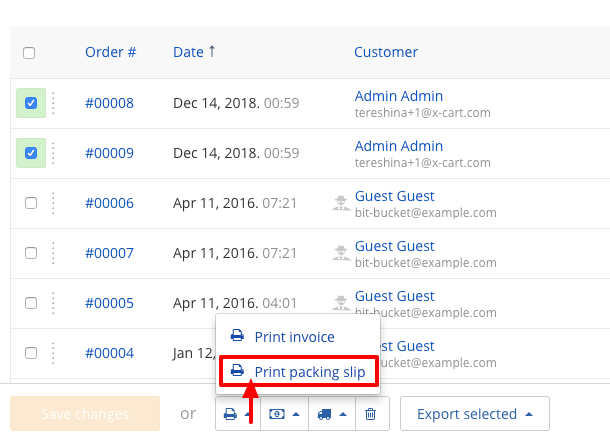 Order # Date ↑ Customer
#00008 Dec 14, 2018. 00:59 Admin Admin
tereshina+1@x-cart.com
#00009 Dec 14, 2018. 00:59 Admin Admin
tereshina+1@x-cart.com
#00006 Apr 11, 2016. 07:21 Guest Guest
bit-bucket@example.com
#00007 Apr 11, 2016. 07:21 Guest Guest
bit-bucket@example.com
#00005 Apr 11, 2016. 04:01 Guest Guest
bucket@example.com
Print invoice
#00004 Jan 12, Guest
bucket@example.com
Print packing slip
Save changes or Export selected